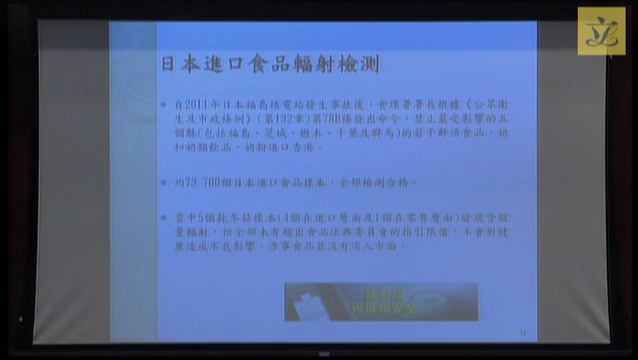 日本進口食品輻射檢測
自2011年日本福島核電站發生事故後，食環署署長根據《公眾衞
生及市政條例》(第132章)第78B條發出命令，禁止最受影響的五
個縣(包括福島、茨城、櫪木、千葉及群馬)的若干鮮活食品、奶
和奶類飲品，奶粉進口香港。
約73 700個日本進口食品樣本，全部檢測合格。
當中5個乾冬菇樣本(4個在進口層面及1個在零售層面)發現含微
量輻射，但全部未有超出食品法典委員會的指引限值，不會對健
康造成不良影響。涉事食品並沒有流入市面。